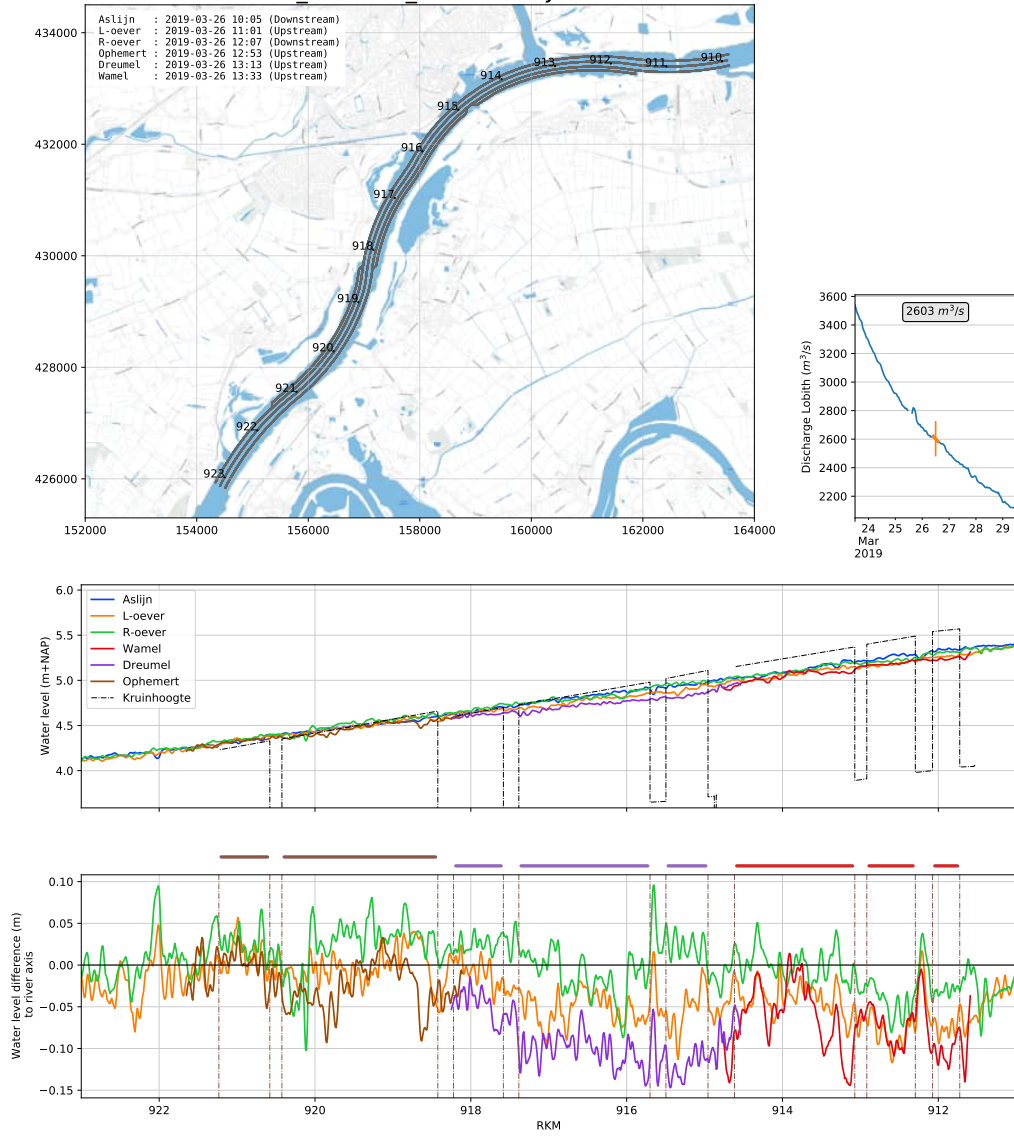 Aslijn : 2019-03-26 10:05 (Downstream)
L-oever : 2019-03-26 11:01 (Upstream)
R-oever : 2019-03-26 12:07 (Downstream)
Ophemert : 2019-03-26 12:53 (Upstream)
Dreumel : 2019-03-26 13:13 (Upstream)
Wamel : 2019-03-26 13:33 (Upstream)
434000
432000
430000
428000
426000
910
911
912
913
914
915
916
917
918
919
920
921
922
923
152000 154000 156000 158000 160000 162000 164000
2603 m³/s
Discharge Lobith (m³/s)
3600
3400
3200
3000
2800
2600
2400
2200
24 25 26 27 28 29
Mar
2019
Water level (m+NAP)
6.0
5.5
5.0
4.5
4.0
Aslijn
L-oever
R-oever
Wamel
Dreumel
Ophemert
Kruinhoogte
Water level difference (m)
to river axis
0.10
0.05
0.00
−0.05
−0.10
−0.15
922 920 918 916 914 912
RKM